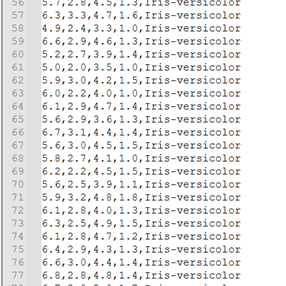 56 5.7,2.8,4.5,1.3,Iris-versicolor
57 6.3,3.3,4.7,1.6,Iris-versicolor
58 4.9,2.4,3.3,1.0,Iris-versicolor
59 6.6,2.9,4.6,1.3,Iris-versicolor
60 5.2,2.7,3.9,1.4,Iris-versicolor
61 5.0,2.0,3.5,1.0,Iris-versicolor
62 5.9,3.0,4.2,1.5,Iris-versicolor
63 6.0,2.2,4.0,1.0,Iris-versicolor
64 6.1,2.9,4.7,1.4,Iris-versicolor
65 5.6,2.9,3.6,1.3,Iris-versicolor
66 6.7,3.1,4.4,1.4,Iris-versicolor
67 5.6,3.0,4.5,1.5,Iris-versicolor
68 5.8,2.7,4.1,1.0,Iris-versicolor
69 6.2,2.2,4.5,1.5,Iris-versicolor
70 5.6,2.5,3.9,1.1,Iris-versicolor
71 5.9,3.2,4.8,1.8,Iris-versicolor
72 6.1,2.8,4.0,1.3,Iris-versicolor
73 6.3,2.5,4.9,1.5,Iris-versicolor
74 6.1,2.8,4.7,1.2,Iris-versicolor
75 6.4,2.9,4.3,1.3,Iris-versicolor
76 6.6,3.0,4.4,1.4,Iris-versicolor
77 6.8,2.8,4.8,1.4,Iris-versicolor